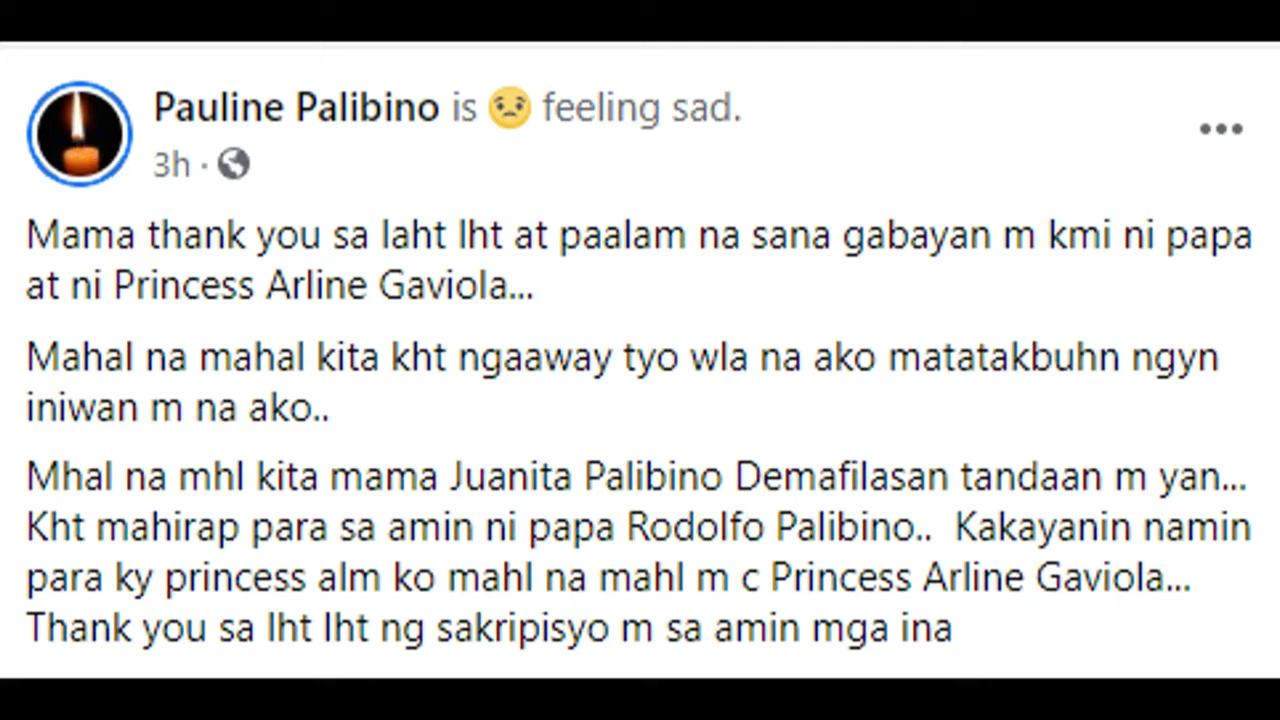 Pauline Palibino is 😟 feeling sad.
3h ·
Mama thank you sa laht lht at paalam na sana gabayan m kmi ni papa
at ni Princess Arline Gaviola...
Mahal na mahal kita kht ngaaway tyo wla na ako matatakbuhn ngyn
iniwan m na ako..
Mhal na mhl kita mama Juanita Palibino Demafilasan tandaan m yan...
Kht mahirap para sa amin ni papa Rodolfo Palibino.. Kakayanin namin
para ky princess alm ko mahl na mahl m c Princess Arline Gaviola...
Thank you sa lht lht ng sakripisyo m sa amin mga ina